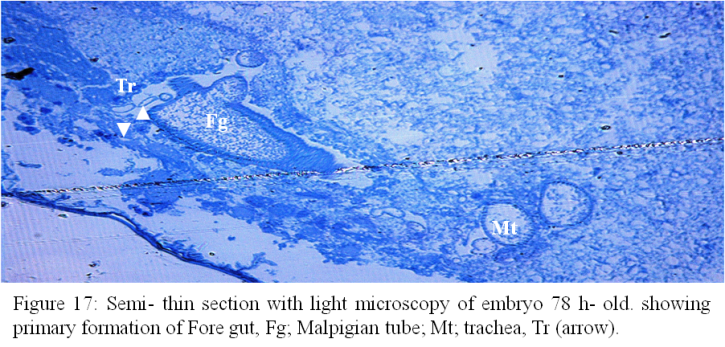 Tr
Fg
Mt
Figure 17: Semi- thin section with light microscopy of embryo 78 h- old. showing
primary formation of Fore gut, Fg; Malpigian tube; Mt; trachea, Tr (arrow).